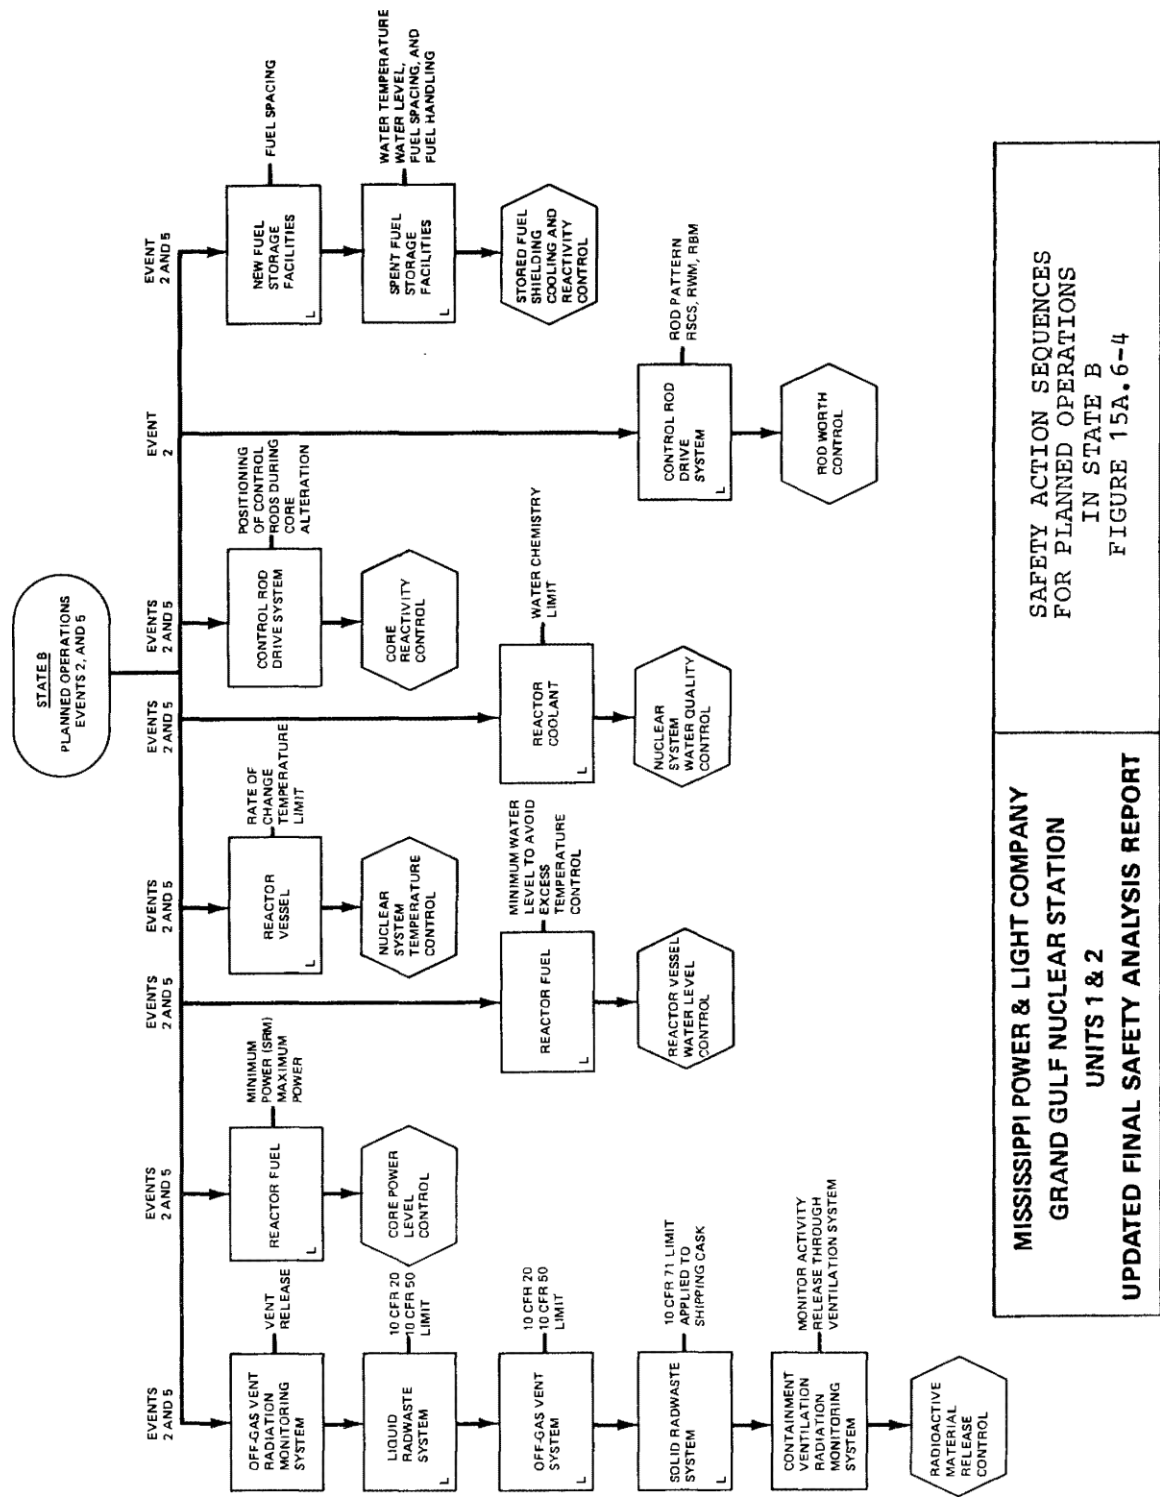 STATE B
PLANNED OPERATIONS
EVENTS 2, AND 5
EVENTS
2 AND 5
OFF-GAS VENT
RADIATION
MONITORING
SYSTEM
VENT
RELEASE
LIQUID
RADWASTE
SYSTEM
L
10 CFR 20
10 CFR 50
LIMIT
OFF-GAS VENT
SYSTEM
L
10 CFR 20
10 CFR 50
LIMIT
SOLID RADWASTE
SYSTEM
L
10 CFR 71 LIMIT
APPLIED TO
SHIPPING CASK
CONTAINMENT
VENTILATION
RADIATION
MONITORING
SYSTEM
MONITOR ACTIVITY
RELEASE THROUGH
VENTILATION SYSTEM
RADIOACTIVE
MATERIAL
RELEASE
CONTROL
EVENTS
2 AND 5
REACTOR FUEL
L
MINIMUM
POWER (SRM)
MAXIMUM
POWER
CORE POWER
LEVEL
CONTROL
EVENTS
2 AND 5
REACTOR FUEL
L
MINIMUM WATER
LEVEL TO AVOID
EXCESS
TEMPERATURE
CONTROL
REACTOR VESSEL
WATER LEVEL
CONTROL
EVENTS
2 AND 5
REACTOR
VESSEL
L
RATE OF
CHANGE
TEMPERATURE
LIMIT
NUCLEAR
SYSTEM
TEMPERATURE
CONTROL
EVENTS
2 AND 5
REACTOR
COOLANT
L
WATER CHEMISTRY
LIMIT
NUCLEAR
SYSTEM
WATER QUALITY
CONTROL
EVENTS
2 AND 5
CONTROL ROD
DRIVE SYSTEM
L
POSITIONING
OF CONTROL
RODS DURING
CORE
ALTERATION
CORE
REACTIVITY
CONTROL
EVENT
2
CONTROL ROD
DRIVE
SYSTEM
L
ROD PATTERN
RSCS, RWM, RBM
ROD WORTH
CONTROL
EVENT
2 AND 5
NEW FUEL
STORAGE
FACILITIES
L
FUEL SPACING
SPENT FUEL
STORAGE
FACILITIES
L
WATER TEMPERATURE
WATER LEVEL,
FUEL SPACING, AND
FUEL HANDLING
STORED FUEL
SHIELDING
COOLING AND
REACTIVITY
CONTROL
MISSISSIPPI POWER & LIGHT COMPANY
GRAND GULF NUCLEAR STATION
UNITS 1 & 2
UPDATED FINAL SAFETY ANALYSIS REPORT
SAFETY ACTION SEQUENCES
FOR PLANNED OPERATIONS
IN STATE B
FIGURE 15A.6-4